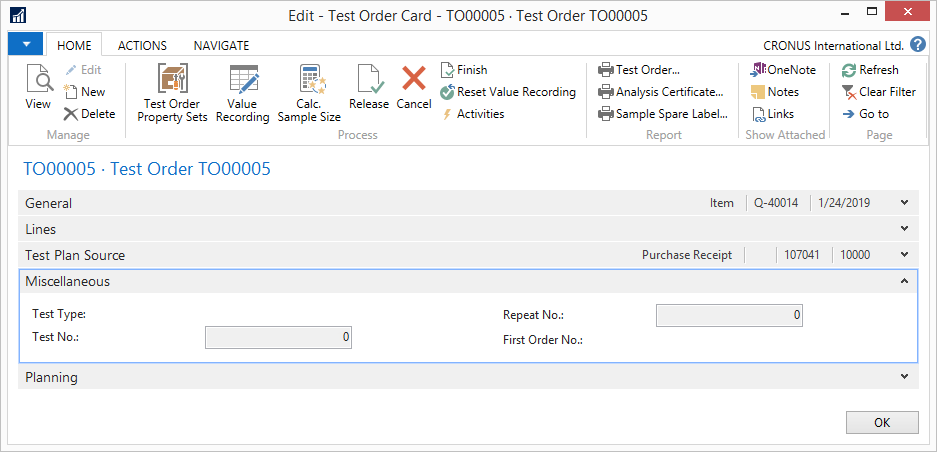 Edit - Test Order Card - TO00005 · Test Order TO00005
HOME ACTIONS NAVIGATE CRONUS International Ltd. ?
View
Edit
New
Delete
Manage
Test Order Property Sets
Value Recording
Calc. Sample Size
Release
Cancel
Finish
Reset Value Recording
Activities
Process
Test Order...
Analysis Certificate...
Sample Spare Label...
Report
OneNote
Notes
Links
Show Attached
Refresh
Clear Filter
Go to
Page
TO00005 · Test Order TO00005
General Item Q-40014 1/24/2019
Lines
Test Plan Source Purchase Receipt 107041 10000
Miscellaneous
Test Type:
Test No.: 0
Repeat No.: 0
First Order No.:
Planning
OK